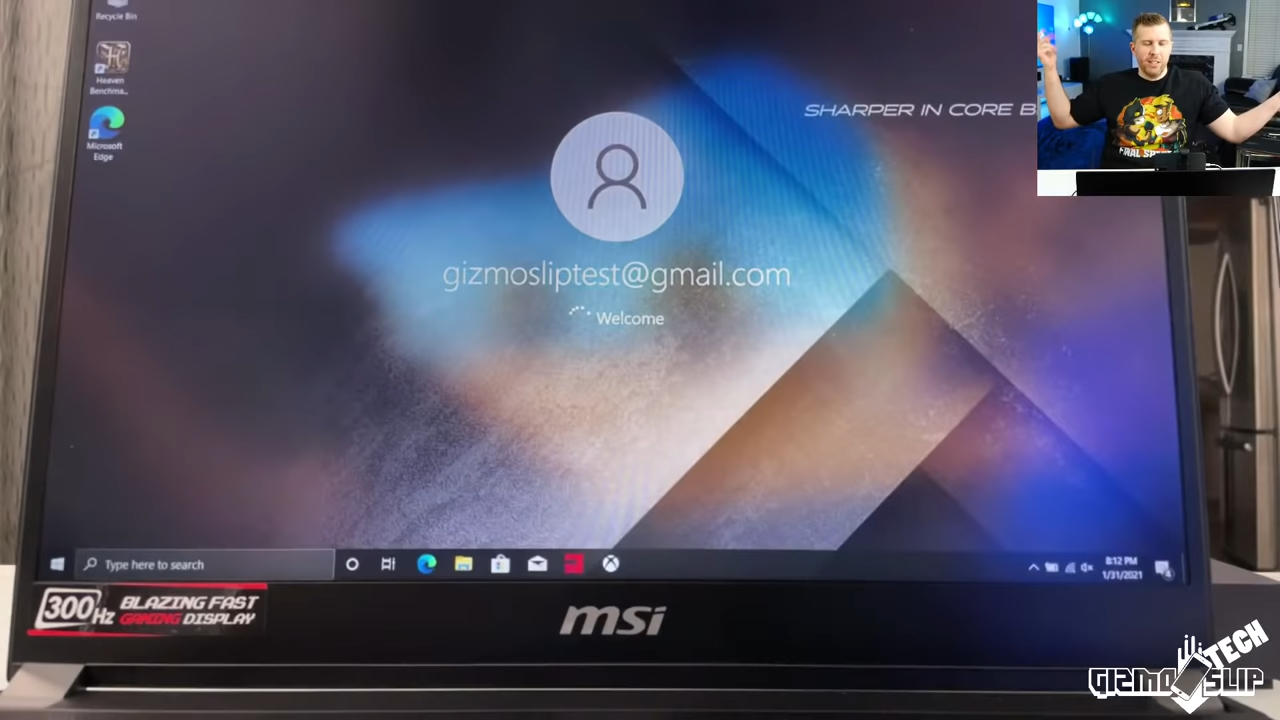 Recycle Bin
Heaven
Benchma...
Microsoft
Edge
SHARPER IN CORE B
gizmosliptest@gmail.com
Welcome
Type here to search
8:12 PM
1/31/2021
300Hz
BLAZING FAST
GAMING DISPLAY
msi
TECH
GIZMO SLIP